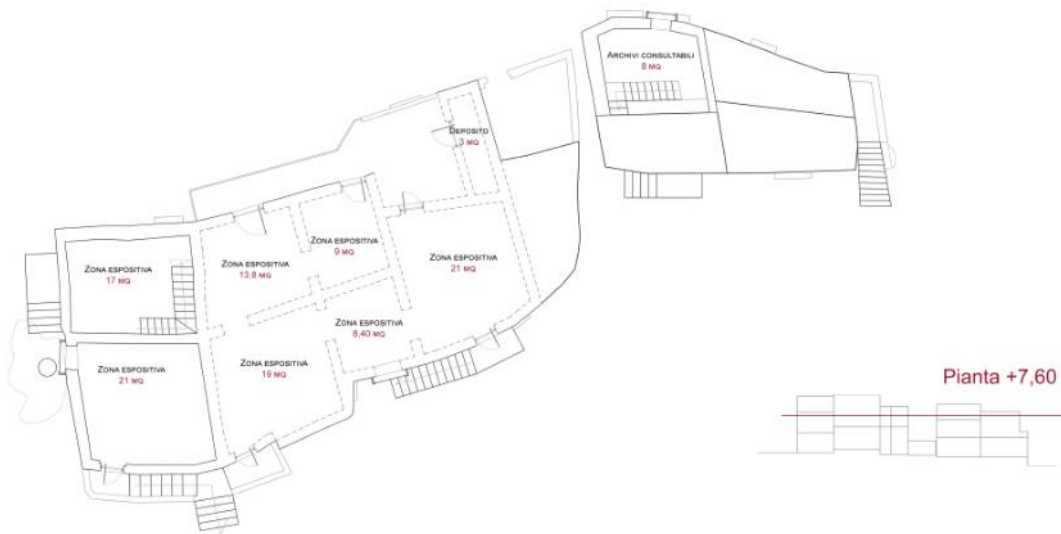 Archivi consultabili
8 mq
Deposito
3 mq
Zona espositiva
9 mq
Zona espositiva
13.8 mq
Zona espositiva
21 mq
Zona espositiva
17 mq
Zona espositiva
8,40 mq
Zona espositiva
19 mq
Zona espositiva
21 mq
Pianta +7,60